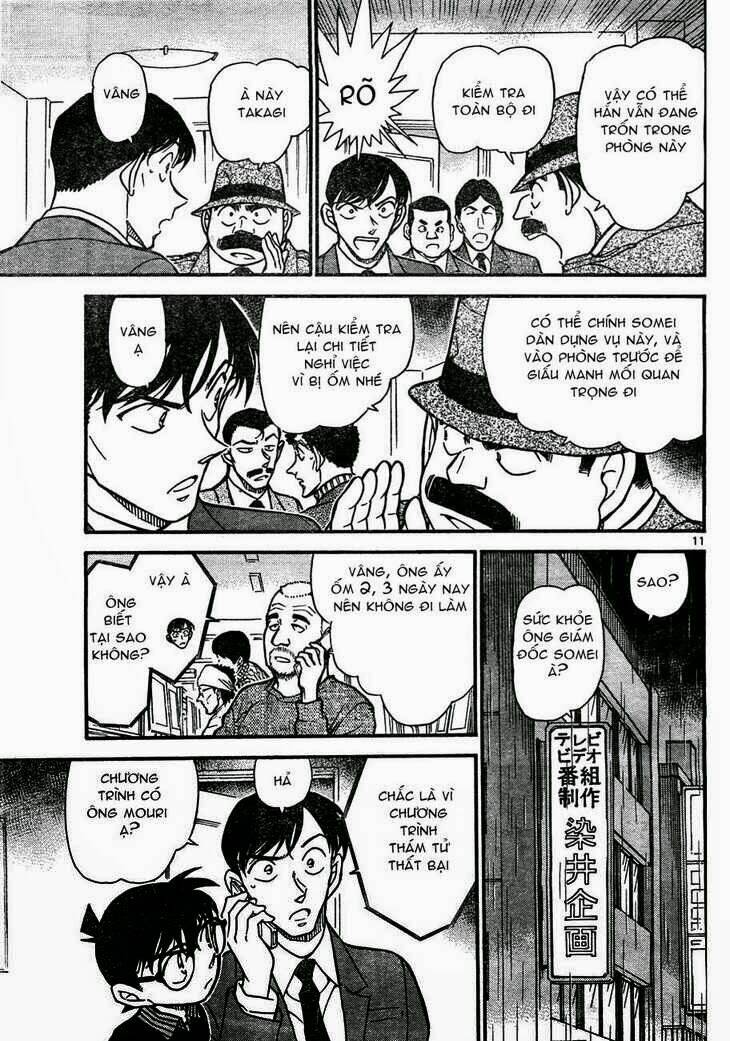 VẬY CÓ THỂ
HẮN VẪN ĐANG
TRỐN TRONG
PHÒNG NÀY
KIỂM TRA
TOÀN BỘ ĐI
RÕ
À NÀY
TAKAGI
VÂNG
CÓ THỂ CHÍNH SOMEI
DÀN DỰNG VỤ NÀY, VÀ
VÀO PHÒNG TRƯỚC ĐỂ
GIẤU MANH MỐI QUAN
TRỌNG ĐI
NÊN CẬU KIỂM TRA
LẠI CHI TIẾT
NGHỈ VIỆC
VÌ BỊ ỐM NHÉ
VÂNG
Ạ
11
SAO?
SỨC KHỎE
ÔNG GIÁM
ĐỐC SOMEI
À?
ビデオ
テレビ
番組
制作
染井企画
VÂNG, ÔNG ẤY
ỐM 2, 3 NGÀY NAY
NÊN KHÔNG ĐI LÀM
VẬY À
ÔNG
BIẾT
TẠI SAO
KHÔNG?
CHẮC LÀ VÌ
CHƯƠNG
TRÌNH
THÁM TỬ
THẤT BẠI
HẢ
CHƯƠNG
TRÌNH CÓ
ÔNG MOURI
Ạ?